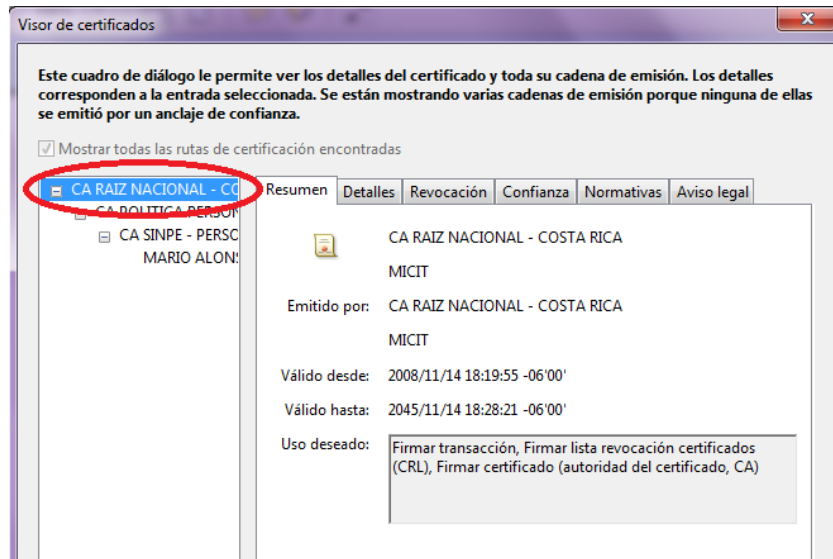 Visor de certificados
Este cuadro de diálogo le permite ver los detalles del certificado y toda su cadena de emisión. Los detalles
corresponden a la entrada seleccionada. Se están mostrando varias cadenas de emisión porque ninguna de ellas
se emitió por un anclaje de confianza.
Mostrar todas las rutas de certificación encontradas
CA RAIZ NACIONAL - CO
CA POLITICA PERSON
CA SINPE - PERSO
MARIO ALON
Resumen Detalles Revocación Confianza Normativas Aviso legal
CA RAIZ NACIONAL - COSTA RICA
MICIT
Emitido por: CA RAIZ NACIONAL - COSTA RICA
MICIT
Válido desde: 2008/11/14 18:19:55 -06'00'
Válido hasta: 2045/11/14 18:28:21 -06'00'
Uso deseado: Firmar transacción, Firmar lista revocación certificados
(CRL), Firmar certificado (autoridad del certificado, CA)